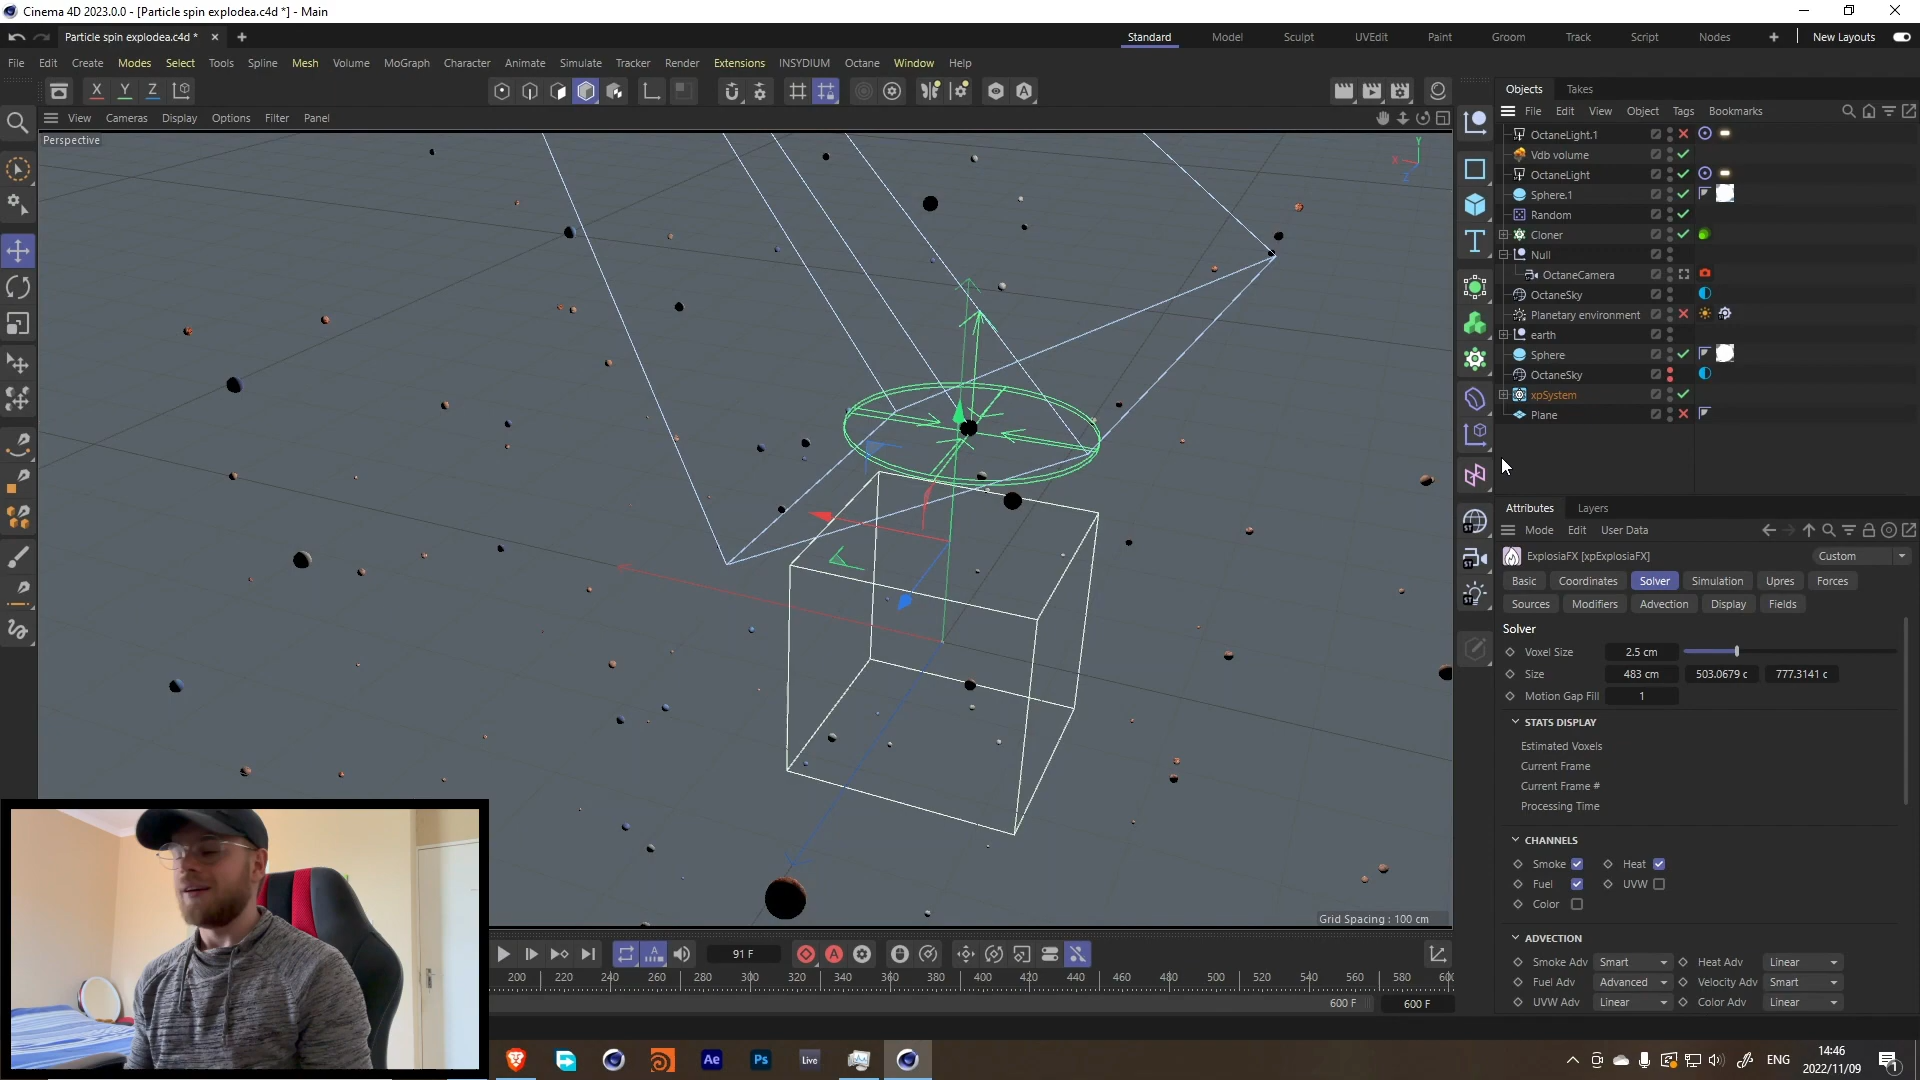 Cinema 4D 2023.0.0 - [Particle spin explodea.c4d *] - Main
Particle spin explodea.c4d *
Standard
Model
Sculpt
UVEdit
Paint
Groom
Track
Script
Nodes
New Layouts
File Edit Create Modes Select Tools Spline Mesh Volume MoGraph Character Animate Simulate Tracker Render Extensions INSYDIUM Octane Window Help
X Y Z
View Cameras Display Options Filter Panel
Perspective
Y
X
Z
Grid Spacing : 100 cm
Objects Takes
File Edit View Object Tags Bookmarks
OctaneLight.1
Vdb volume
OctaneLight
Sphere.1
Random
Cloner
Null
OctaneCamera
OctaneSky
Planetary environment
earth
Sphere
OctaneSky
xpSystem
Plane
Attributes Layers
Mode Edit User Data
ExplosiaFX [xpExplosiaFX]
Custom
Basic Coordinates Solver Simulation Upres Forces
Sources Modifiers Advection Display Fields
Solver
Voxel Size 2.5 cm
Size 483 cm 503.0679 c 777.3141 c
Motion Gap Fill 1
STATS DISPLAY
Estimated Voxels
Current Frame
Current Frame #
Processing Time
CHANNELS
Smoke Heat
Fuel UVW
Color
ADVECTION
Smoke Adv Smart Heat Adv Linear
Fuel Adv Advanced Velocity Adv Smart
UVW Adv Linear Color Adv Linear
91 F
200 220 240 260 280 300 320 340 360 380 400 420 440 460 480 500 520 540 560 580 600
600 F
600 F
Ae
Ps
Live
ENG
14:46
2022/11/09
1